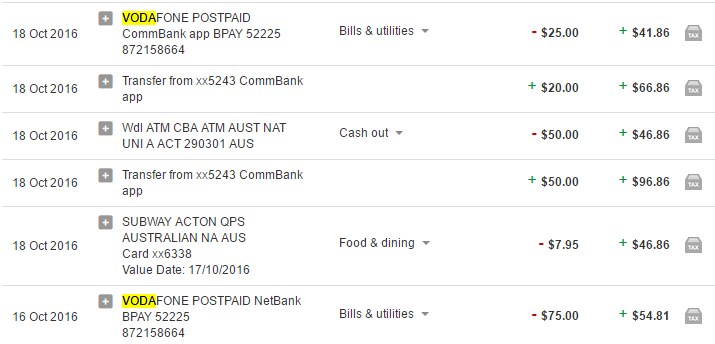 18 Oct 2016
VODAFONE POSTPAID
CommBank app BPAY 52225
872158664
Bills & utilities
- $25.00
+ $41.86
TAX
18 Oct 2016
Transfer from xx5243 CommBank
app
+ $20.00
+ $66.86
TAX
18 Oct 2016
Wdl ATM CBA ATM AUST NAT
UNI A ACT 290301 AUS
Cash out
- $50.00
+ $46.86
TAX
18 Oct 2016
Transfer from xx5243 CommBank
app
+ $50.00
+ $96.86
TAX
18 Oct 2016
SUBWAY ACTON QPS
AUSTRALIAN NA AUS
Card xx6338
Value Date: 17/10/2016
Food & dining
- $7.95
+ $46.86
TAX
16 Oct 2016
VODAFONE POSTPAID NetBank
BPAY 52225
872158664
Bills & utilities
- $75.00
+ $54.81
TAX